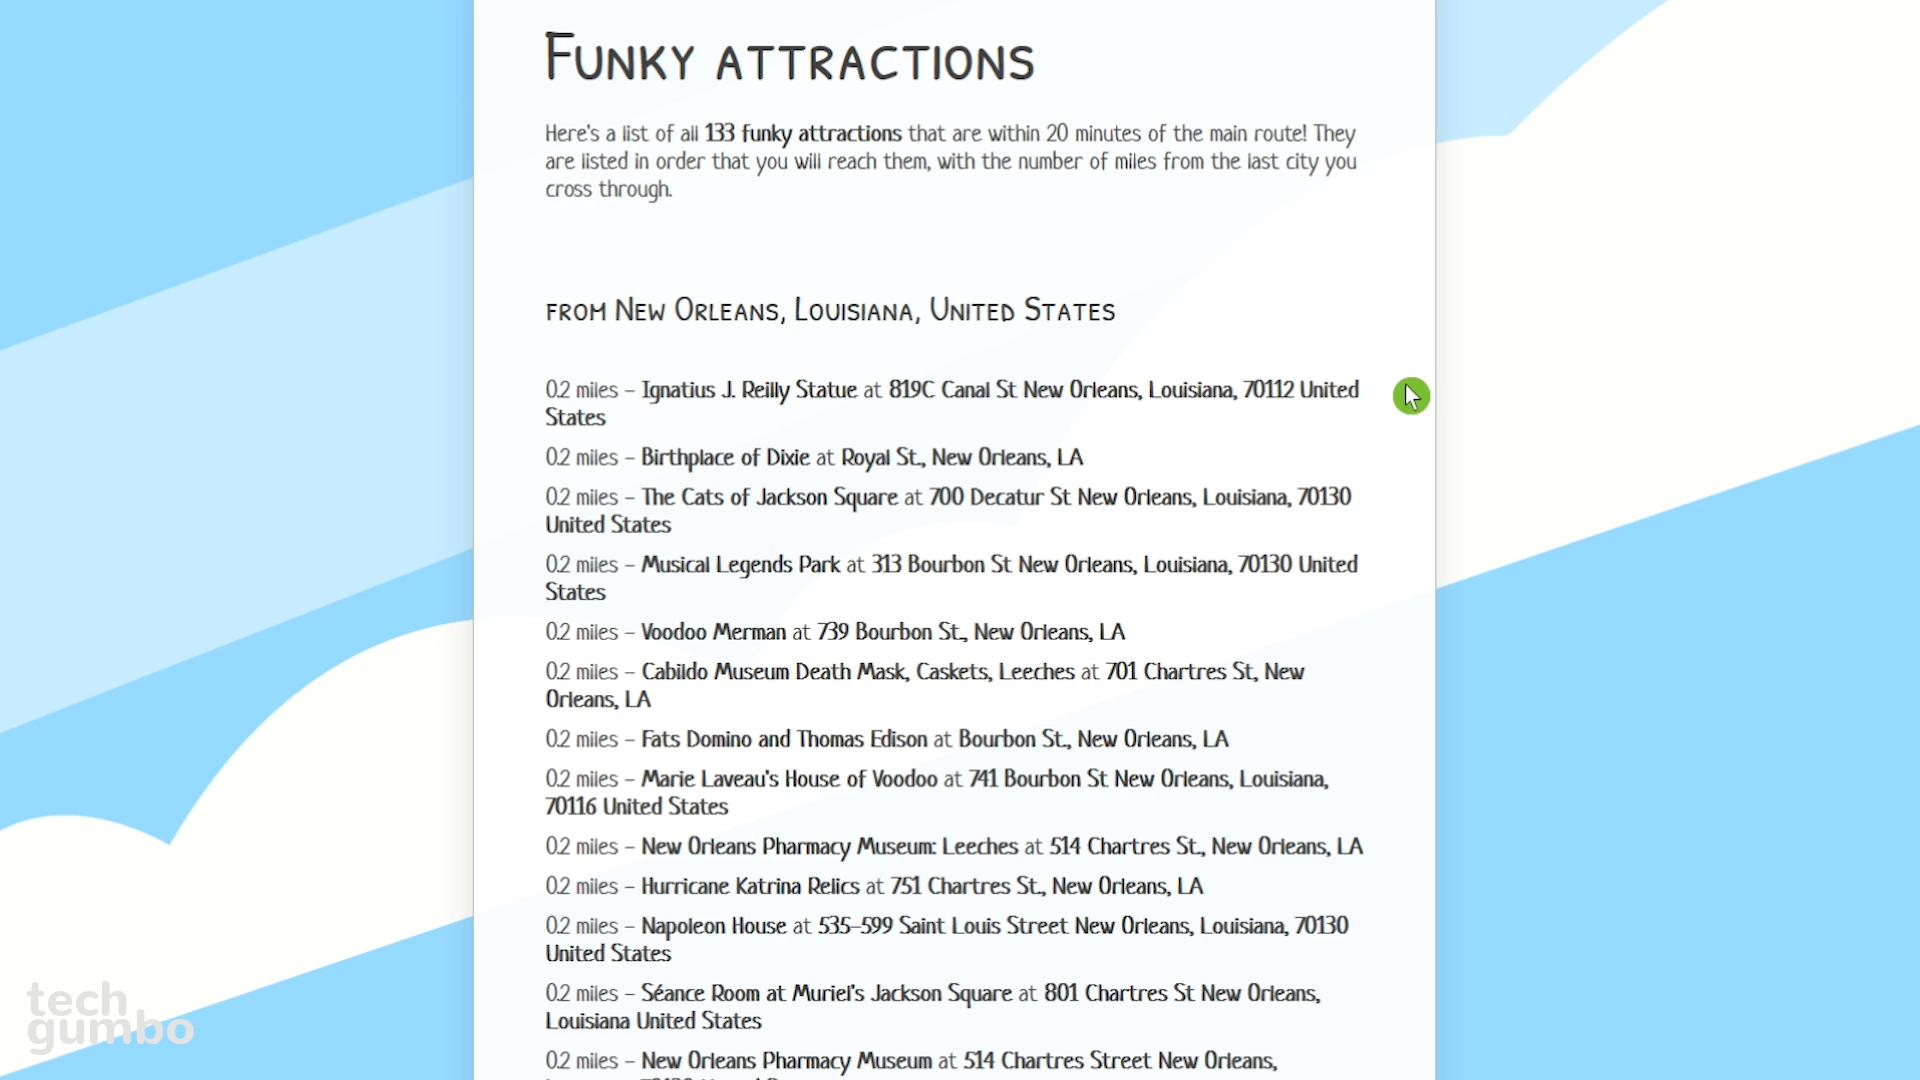 Funky attractions
Here's a list of all 133 funky attractions that are within 20 minutes of the main route! They
are listed in order that you will reach them, with the number of miles from the last city you
cross through.
from New Orleans, Louisiana, United States
0.2 miles – Ignatius J. Reilly Statue at 819C Canal St New Orleans, Louisiana, 70112 United
States
0.2 miles – Birthplace of Dixie at Royal St., New Orleans, LA
0.2 miles – The Cats of Jackson Square at 700 Decatur St New Orleans, Louisiana, 70130
United States
0.2 miles – Musical Legends Park at 313 Bourbon St New Orleans, Louisiana, 70130 United
States
0.2 miles – Voodoo Merman at 739 Bourbon St., New Orleans, LA
0.2 miles – Cabildo Museum Death Mask, Caskets, Leeches at 701 Chartres St, New
Orleans, LA
0.2 miles – Fats Domino and Thomas Edison at Bourbon St., New Orleans, LA
0.2 miles – Marie Laveau's House of Voodoo at 741 Bourbon St New Orleans, Louisiana,
70116 United States
0.2 miles – New Orleans Pharmacy Museum: Leeches at 514 Chartres St., New Orleans, LA
0.2 miles – Hurricane Katrina Relics at 751 Chartres St., New Orleans, LA
0.2 miles – Napoleon House at 535–599 Saint Louis Street New Orleans, Louisiana, 70130
United States
0.2 miles – Séance Room at Muriel's Jackson Square at 801 Chartres St New Orleans,
Louisiana United States
0.2 miles – New Orleans Pharmacy Museum at 514 Chartres Street New Orleans,
tech
gumbo